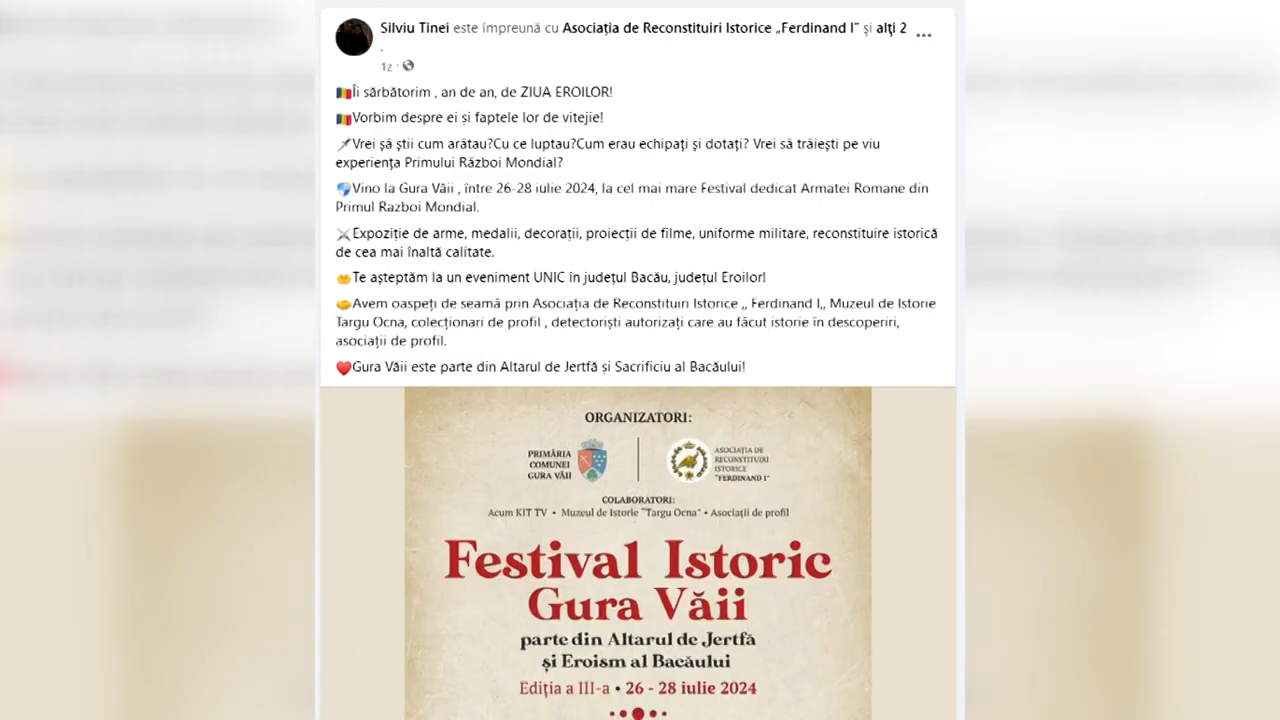 Silviu Tinei este împreună cu Asociația de Reconstituiri Istorice „Ferdinand I” și alți 2
.
1z ·
Îi sărbătorim , an de an, de ZIUA EROILOR!
Vorbim despre ei și faptele lor de vitejie!
Vrei șă știi cum arătau?Cu ce luptau?Cum erau echipați și dotați? Vrei să trăiești pe viu
experiența Primului Război Mondial?
Vino la Gura Văii , între 26-28 iulie 2024, la cel mai mare Festival dedicat Armatei Romane din
Primul Razboi Mondial.
Expoziție de arme, medalii, decorații, proiecții de filme, uniforme militare, reconstituire istorică
de cea mai înaltă calitate.
Te așteptăm la un eveniment UNIC în județul Bacău, județul Eroilor!
Avem oaspeți de seamă prin Asociația de Reconstituiri Istorice ,, Ferdinand I,, Muzeul de Istorie
Targu Ocna, colecționari de profil , detectoriști autorizați care au făcut istorie în descoperiri,
asociații de profil.
Gura Văii este parte din Altarul de Jertfă și Sacrificiu al Bacăului!
ORGANIZATORI:
PRIMĂRIA
COMUNEI
GURA VĂII
ASOCIAȚIA DE
RECONSTITUIRI
ISTORICE
"FERDINAND I"
COLABORATORI:
Acum KIT TV • Muzeul de Istorie "Targu Ocna" • Asociații de profil
Festival Istoric
Gura Văii
parte din Altarul de Jertfă
și Eroism al Bacăului
Ediția a III-a • 26 - 28 iulie 2024